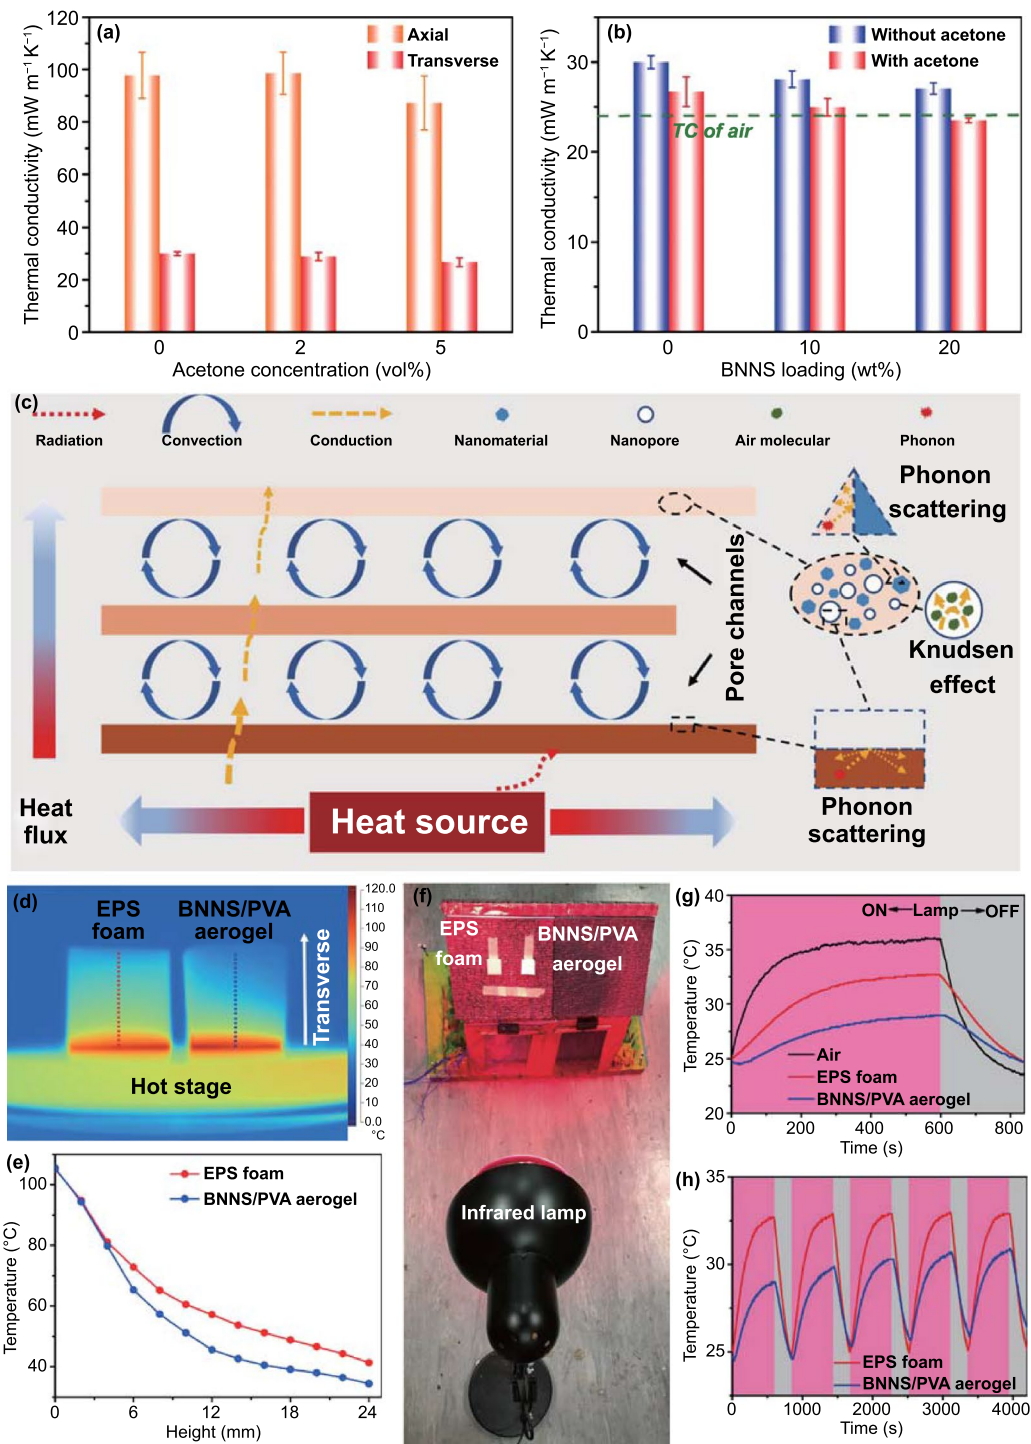 (a)
Axial
Transverse
120
100
80
60
40
20
0
Thermal conductivity (mW m⁻¹ K⁻¹)
0
2
5
Acetone concentration (vol%)
(b)
Without acetone
With acetone
TC of air
30
20
10
0
Thermal conductivity (mW m⁻¹ K⁻¹)
0
10
20
BNNS loading (wt%)
(c)
Radiation
Convection
Conduction
Nanomaterial
Nanopore
Air molecular
Phonon
Phonon
scattering
Pore channels
Knudsen
effect
Phonon
scattering
Heat
flux
Heat source
(d)
EPS
foam
BNNS/PVA
aerogel
Transverse
Hot stage
120.0
110
100
90
80
70
60
50
40
30
20
10
0.0
°C
(e)
EPS foam
BNNS/PVA aerogel
100
80
60
40
Temperature (°C)
0
6
12
18
24
Height (mm)
(f)
EPS
foam
BNNS/PVA
aerogel
Infrared lamp
(g)
ON
Lamp
OFF
Air
EPS foam
BNNS/PVA aerogel
40
35
30
25
20
Temperature (°C)
0
200
400
600
800
Time (s)
(h)
EPS foam
BNNS/PVA aerogel
35
30
25
Temperature (°C)
0
1000
2000
3000
4000
Time (s)